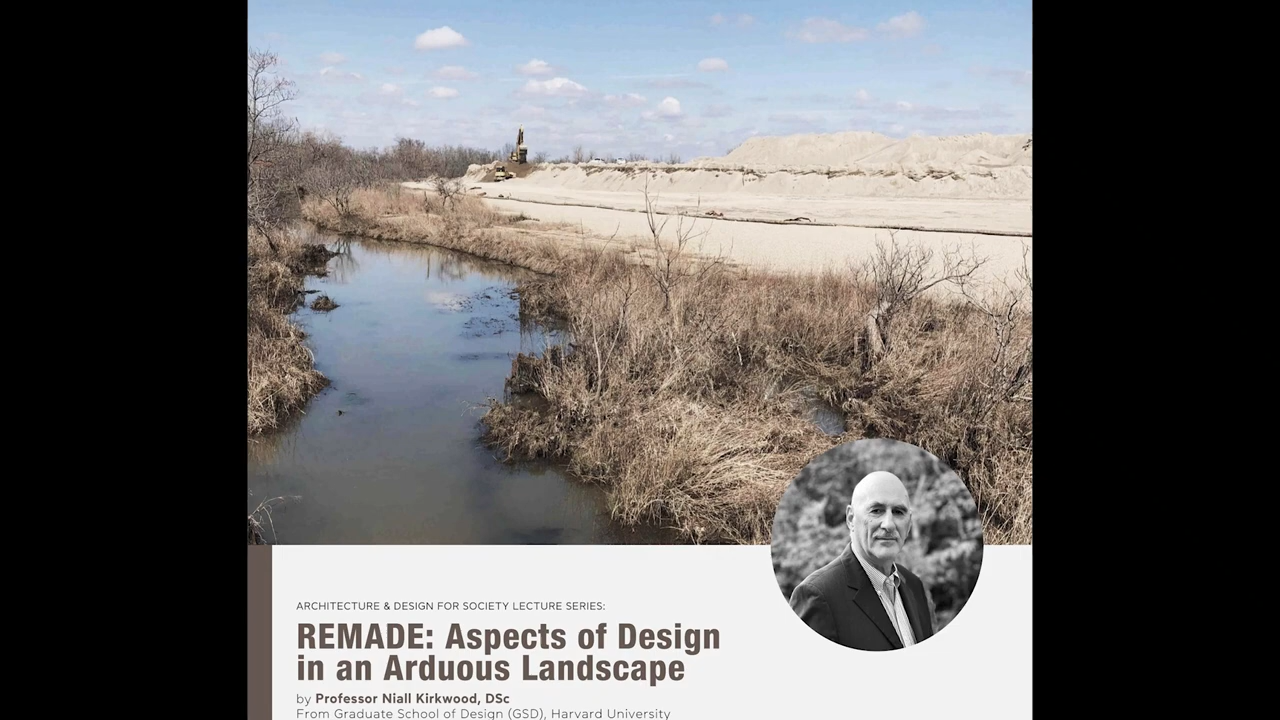 ARCHITECTURE & DESIGN FOR SOCIETY LECTURE SERIES:
REMADE: Aspects of Design
in an Arduous Landscape
by Professor Niall Kirkwood, DSc
From Graduate School of Design (GSD), Harvard University